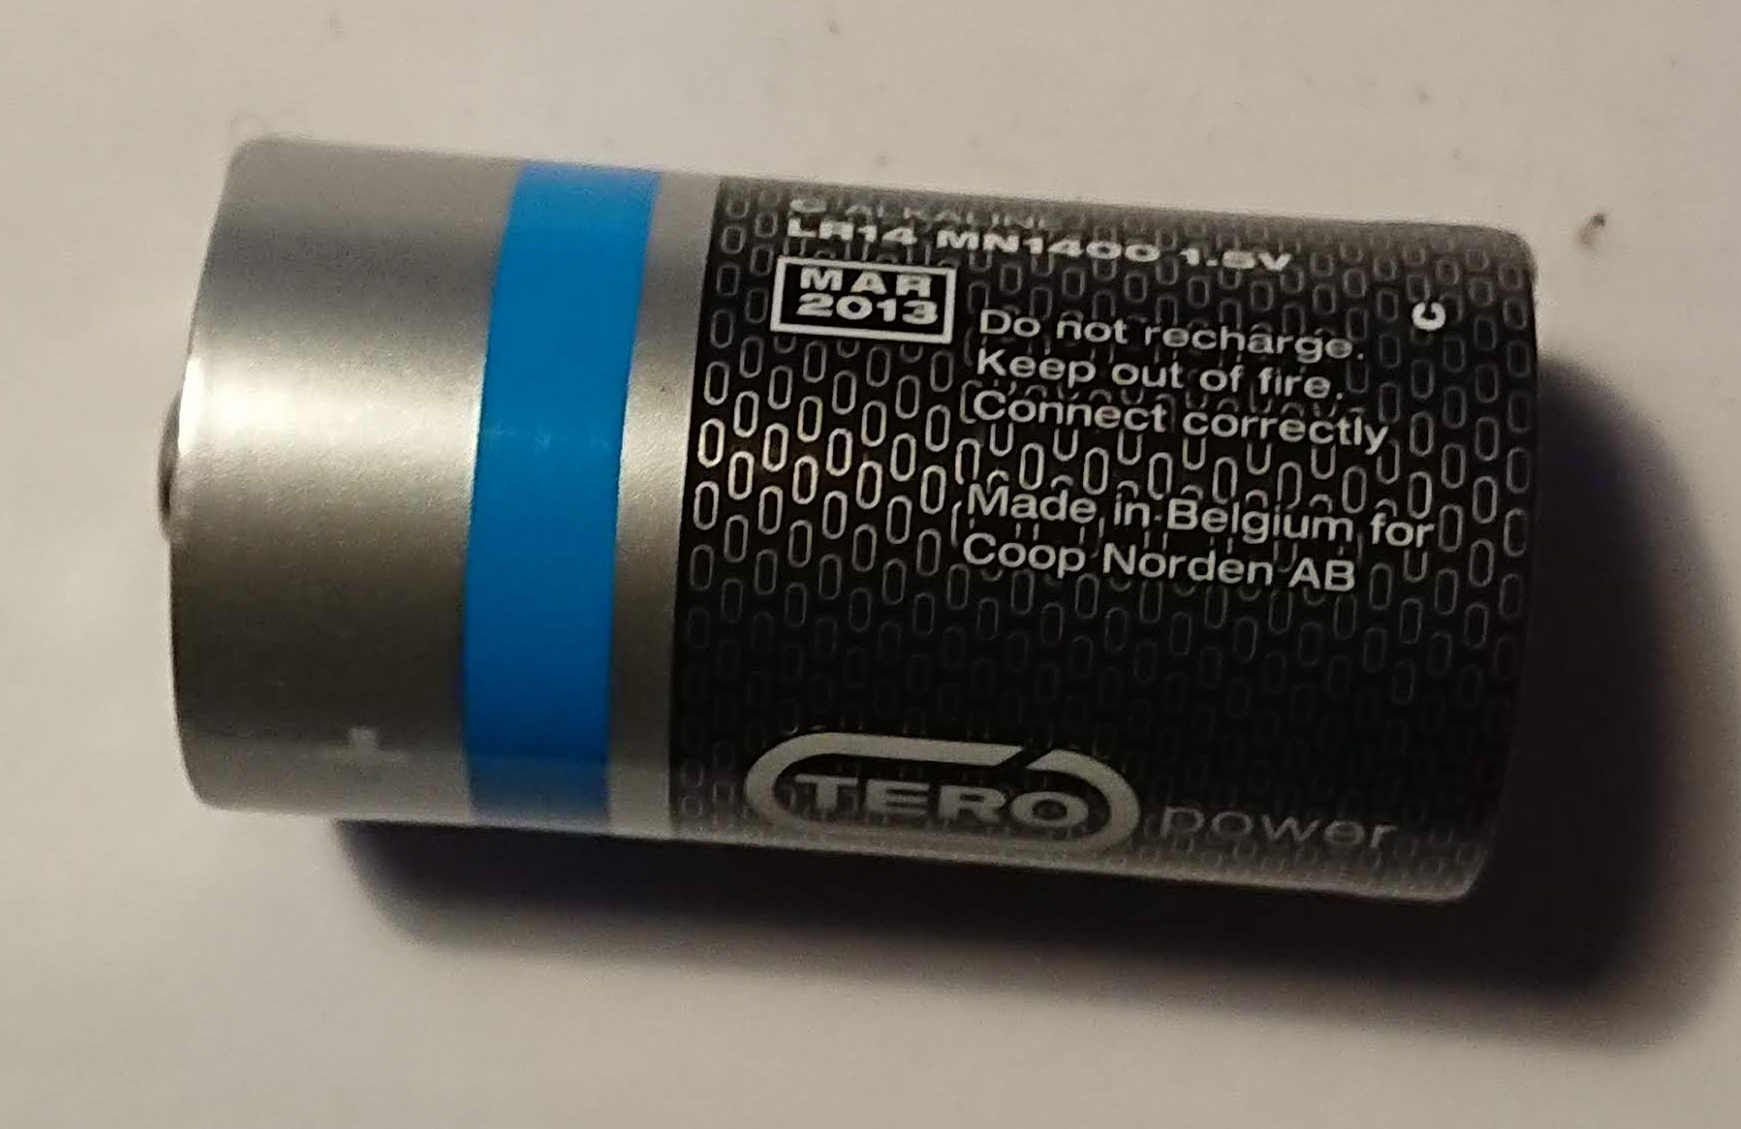 C ALKALINE
LR14 MN1400 1.5V
MAR
2013
Do not recharge.
Keep out of fire.
Connect correctly.
Made in Belgium for
Coop Norden AB
C
+
TERO power